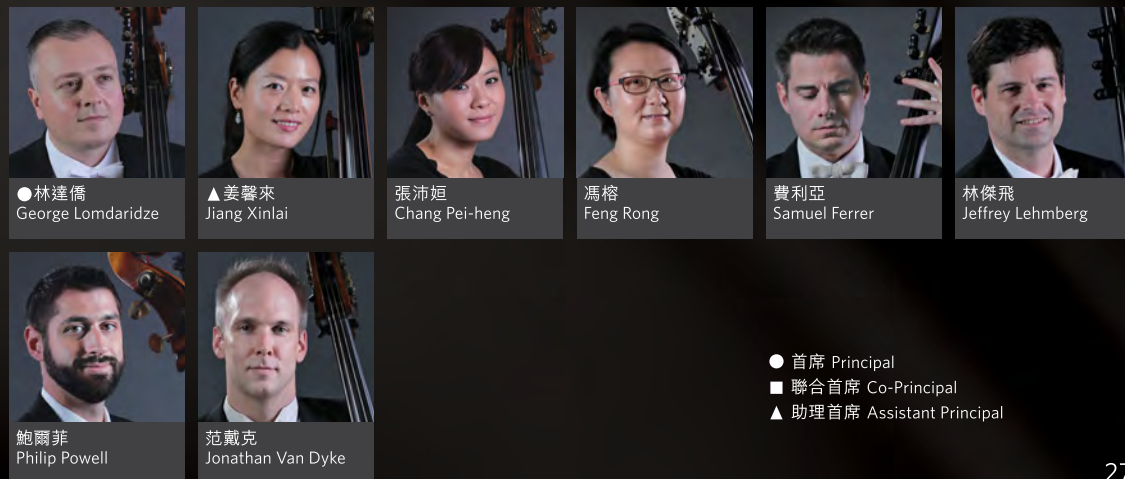 ●林達僑
George Lomdaridze
▲姜馨來
Jiang Xinlai
張沛姮
Chang Pei-heng
馮榕
Feng Rong
費利亞
Samuel Ferrer
林傑飛
Jeffrey Lehmberg
鮑爾菲
Philip Powell
范戴克
Jonathan Van Dyke
● 首席 Principal
■ 聯合首席 Co-Principal
▲ 助理首席 Assistant Principal
27